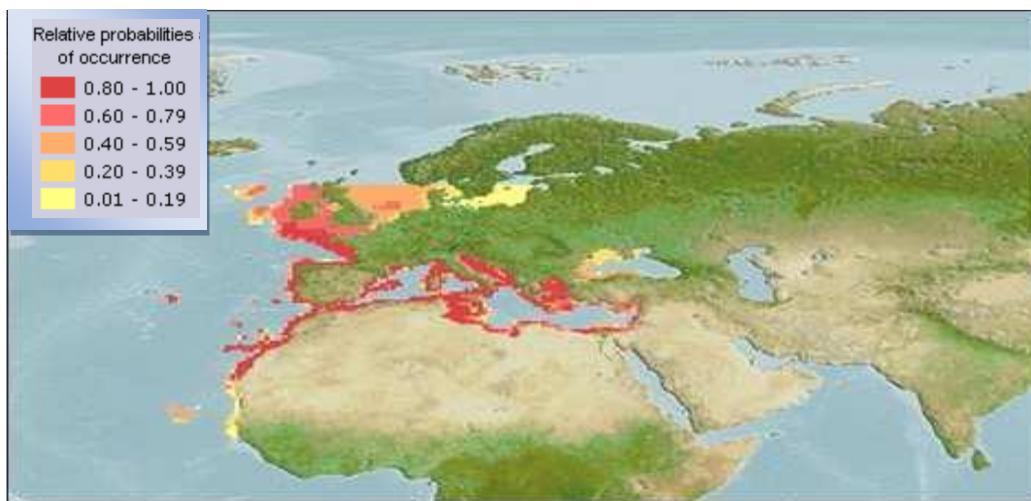 Relative probabilities
of occurrence
0.80 - 1.00
0.60 - 0.79
0.40 - 0.59
0.20 - 0.39
0.01 - 0.19